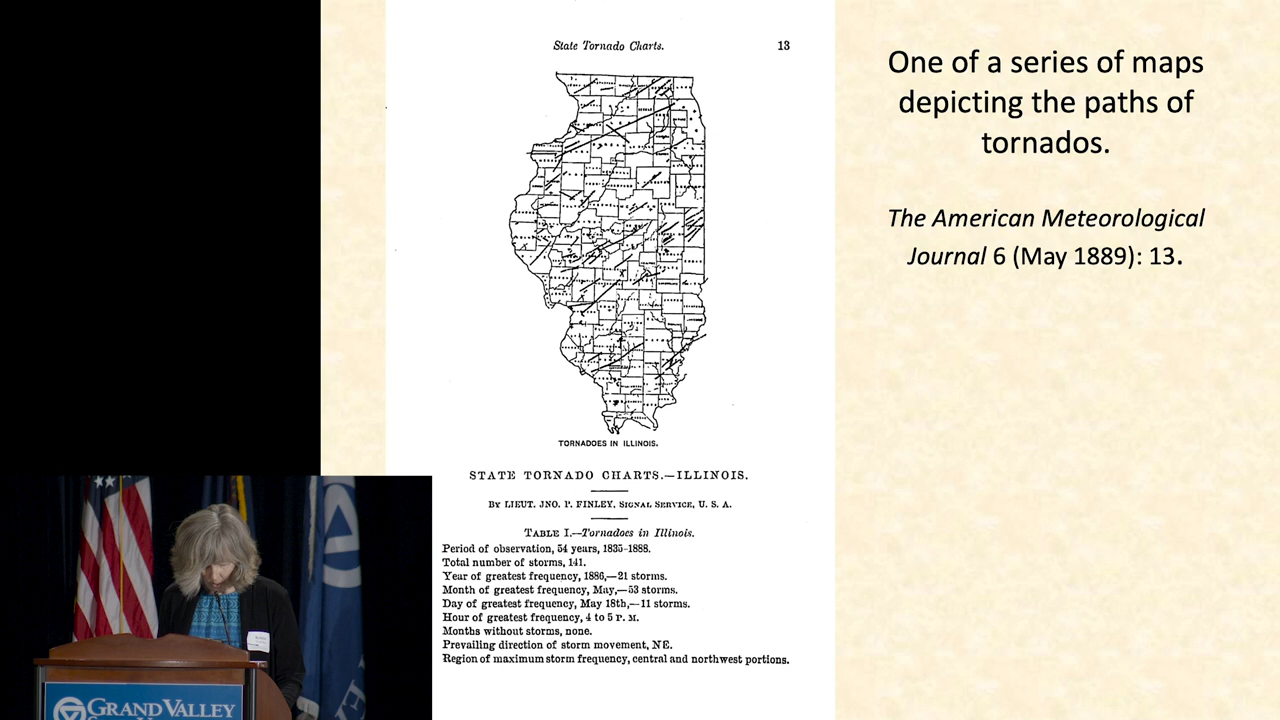 State Tornado Charts. 13
TORNADOES IN ILLINOIS.
STATE TORNADO CHARTS.—ILLINOIS.
BY LIEUT. JNO. P. FINLEY, SIGNAL SERVICE, U. S. A.
TABLE I.—Tornadoes in Illinois.
Period of observation, 54 years, 1835-1888.
Total number of storms, 141.
Year of greatest frequency, 1886,—21 storms.
Month of greatest frequency, May,—53 storms.
Day of greatest frequency, May 18th,—11 storms.
Hour of greatest frequency, 4 to 5 P. M.
Months without storms, none.
Prevailing direction of storm movement, NE.
Region of maximum storm frequency, central and northwest portions.
One of a series of maps
depicting the paths of
tornados.
The American Meteorological
Journal 6 (May 1889): 13.
GRAND VALLEY